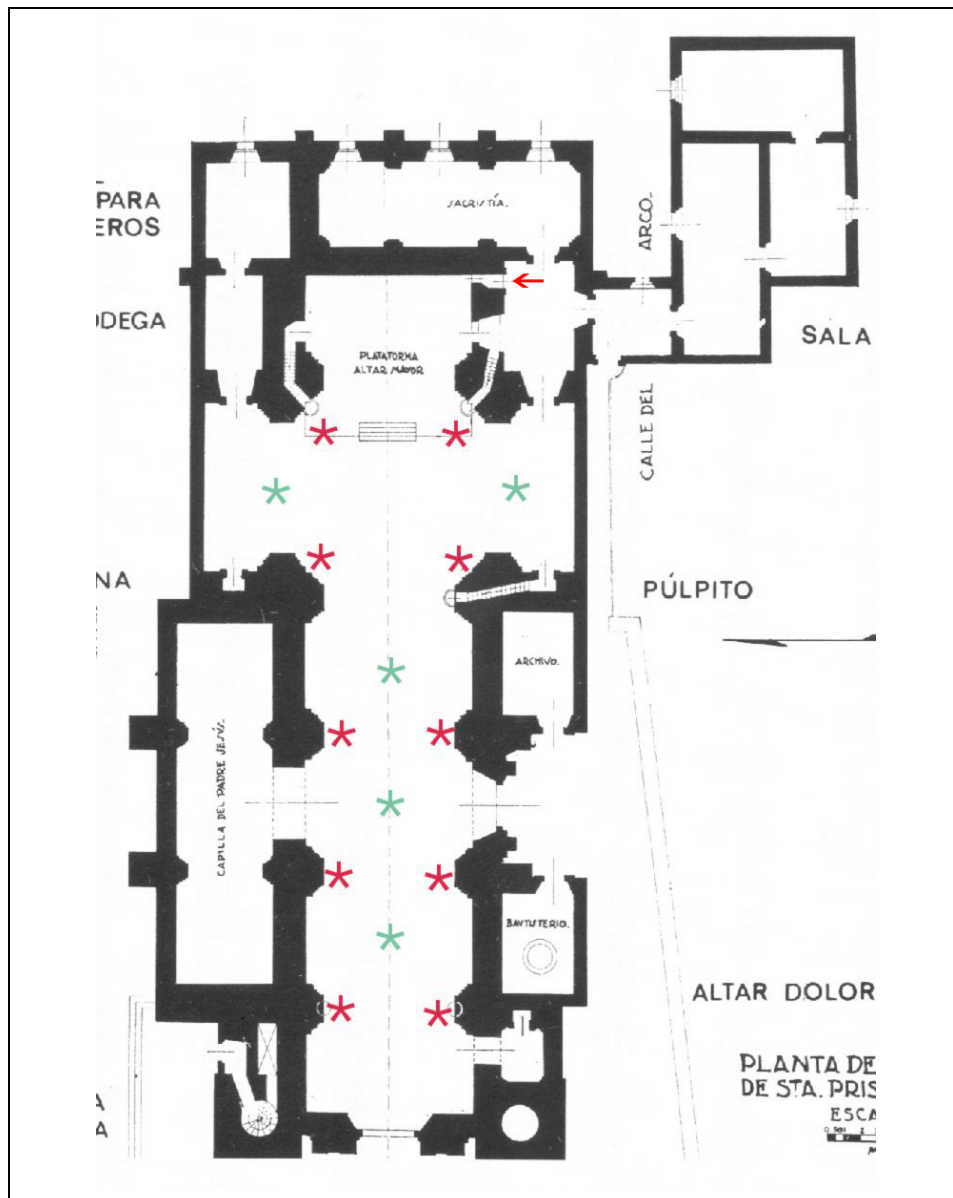 PARA
EROS
SACRISTÍA.
ARCO.
ODEGA
SALA
PLATAFORMA
ALTAR MAYOR
CALLE DEL
NA
PÚLPITO
ARCHIVO.
CAPILLA DEL PADRE JESÚS.
BAUTISTERIO.
ALTAR DOLOR
PLANTA DE
DE STA. PRIS
ESCA
A
A